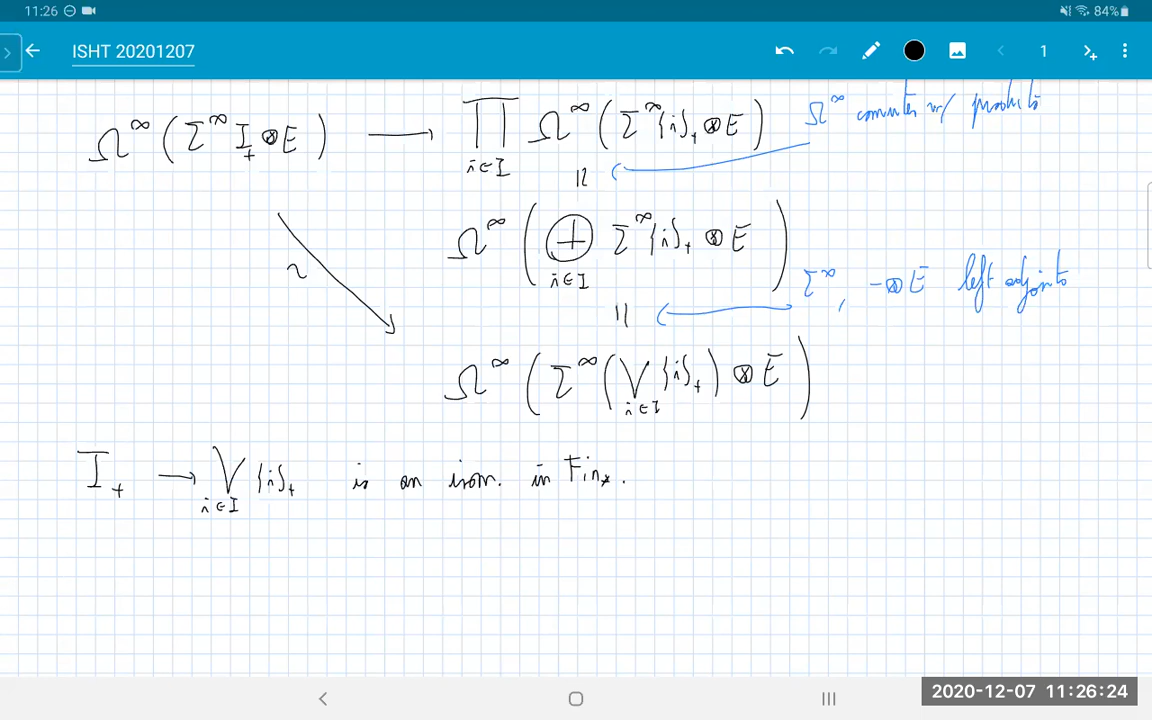 11:26 84%
ISHT 20201207 1
Ω^∞ (Σ^∞ I_+ ⊗ E) → ∏_{i∈I} Ω^∞ (Σ^∞ {i}_+ ⊗ E) Ω^∞ commutes w/ products
∥
~ Ω^∞ (⊕_{i∈I} Σ^∞ {i}_+ ⊗ E)
∥ Σ^∞, -⊗E left adjoints
Ω^∞ (Σ^∞ (⋁_{i∈I} {i}_+) ⊗ E)
I_+ → ⋁_{i∈I} {i}_+ is an isom. in Fin_*.
2020-12-07 11:26:24